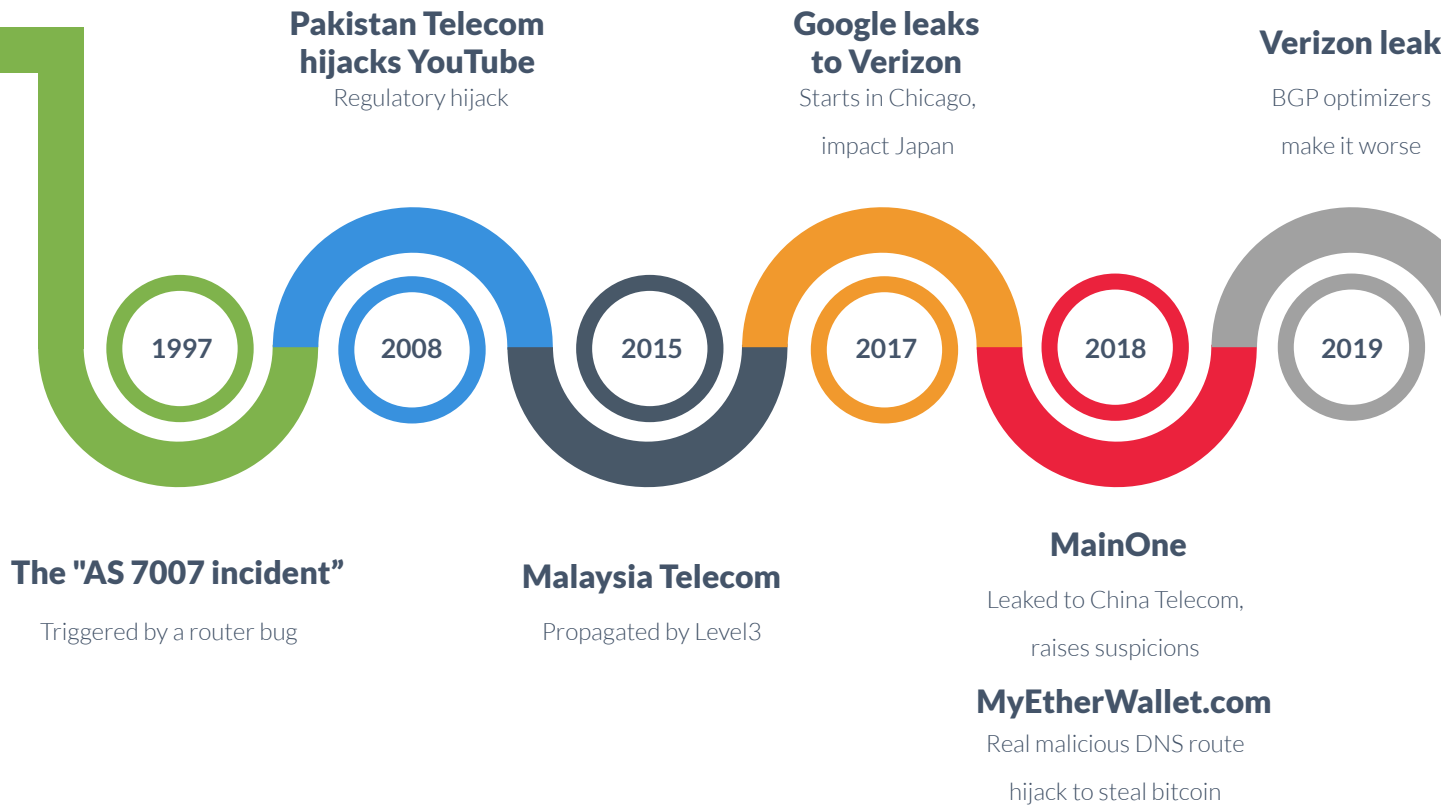 Pakistan Telecom
hijacks YouTube
Regulatory hijack
Google leaks
to Verizon
Starts in Chicago,
impact Japan
Verizon leak
BGP optimizers
make it worse
1997
2008
2015
2017
2018
2019
The "AS 7007 incident”
Triggered by a router bug
Malaysia Telecom
Propagated by Level3
MainOne
Leaked to China Telecom,
raises suspicions
MyEtherWallet.com
Real malicious DNS route
hijack to steal bitcoin